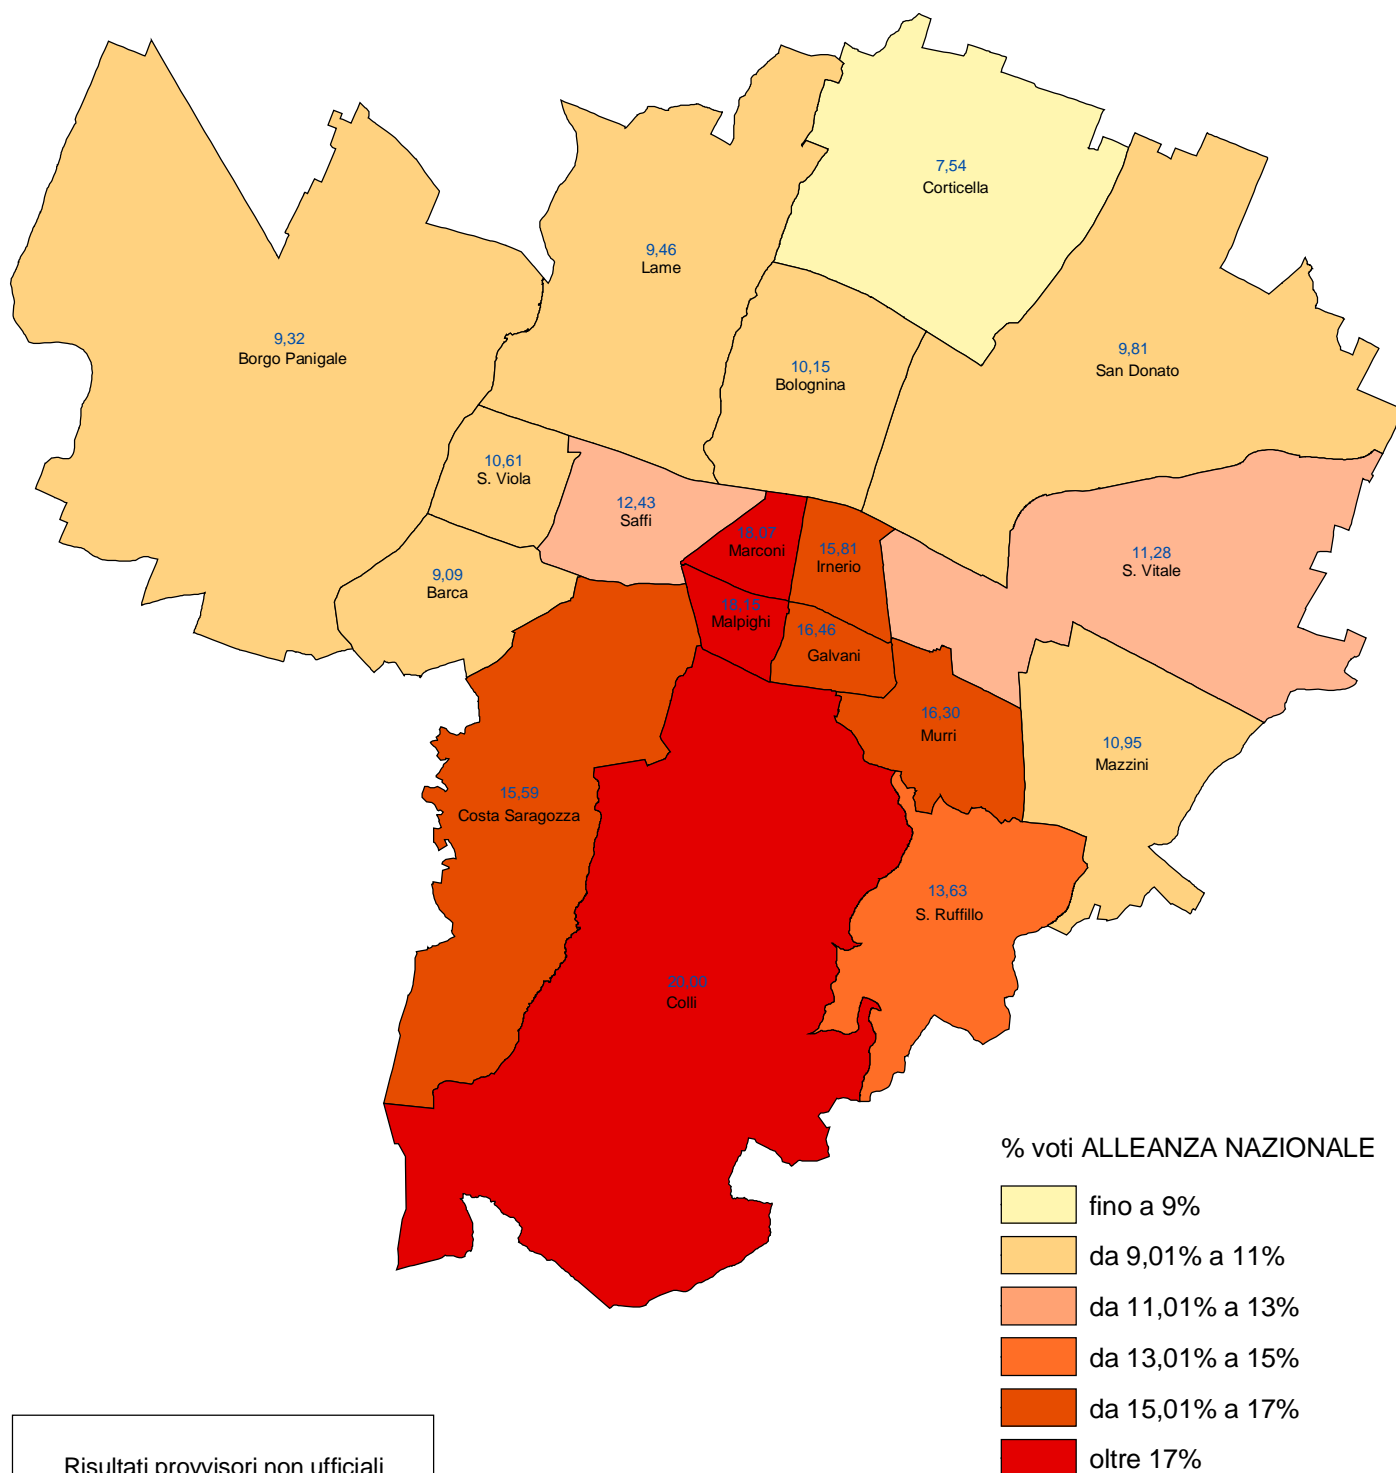 7,54
Corticella
9,46
Lame
9,32
Borgo Panigale
9,81
San Donato
10,15
Bolognina
10,61
S. Viola
12,43
Saffi
18,07
Marconi
15,81
Irnerio
11,28
S. Vitale
9,09
Barca
18,15
Malpighi
16,46
Galvani
16,30
Murri
10,95
Mazzini
15,59
Costa Saragozza
13,63
S. Ruffillo
20,00
Colli
% voti ALLEANZA NAZIONALE
fino a 9%
da 9,01% a 11%
da 11,01% a 13%
da 13,01% a 15%
da 15,01% a 17%
oltre 17%
Risultati provvisori non ufficiali